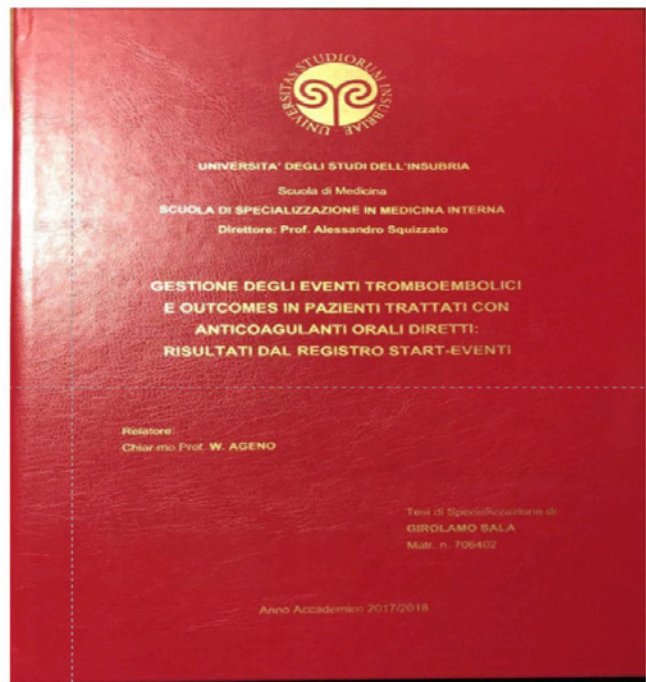 UNIVERSITAS STUDIORUM INSUBRIAE
UNIVERSITA' DEGLI STUDI DELL'INSUBRIA
Scuola di Medicina
SCUOLA DI SPECIALIZZAZIONE IN MEDICINA INTERNA
Direttore: Prof. Alessandro Squizzato
GESTIONE DEGLI EVENTI TROMBOEMBOLICI
E OUTCOMES IN PAZIENTI TRATTATI CON
ANTICOAGULANTI ORALI DIRETTI:
RISULTATI DAL REGISTRO START-EVENTI
Relatore:
Chiar.mo Prof. W. AGENO
Tesi di Specializzazione di
GIROLAMO SALA
Matr. n. 706402
Anno Accademico 2017/2018